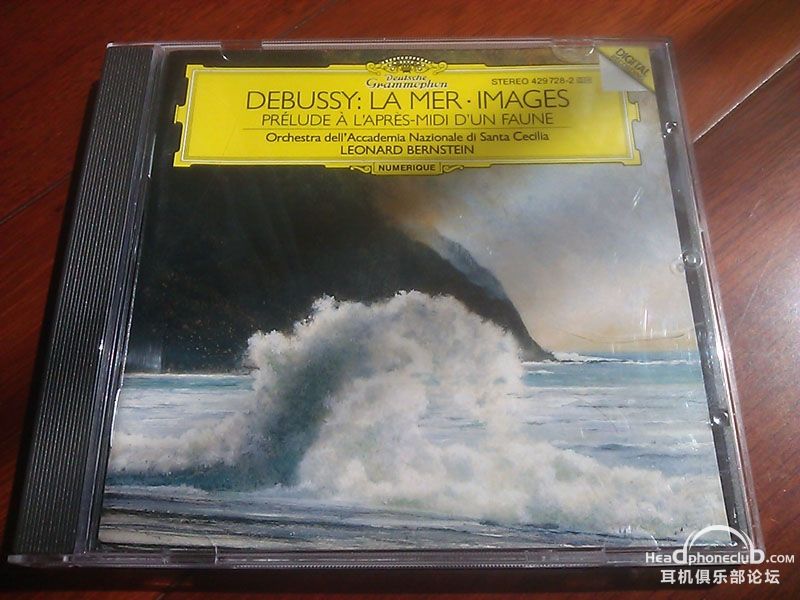 Deutsche
Grammophon
STEREO 429 728-2
DIGITAL
DEBUSSY: LA MER · IMAGES
PRÉLUDE À L'APRÈS-MIDI D'UN FAUNE
Orchestra dell'Accademia Nazionale di Santa Cecilia
LEONARD BERNSTEIN
NUMERIQUE
Headphoneclub.COM
耳机俱乐部论坛